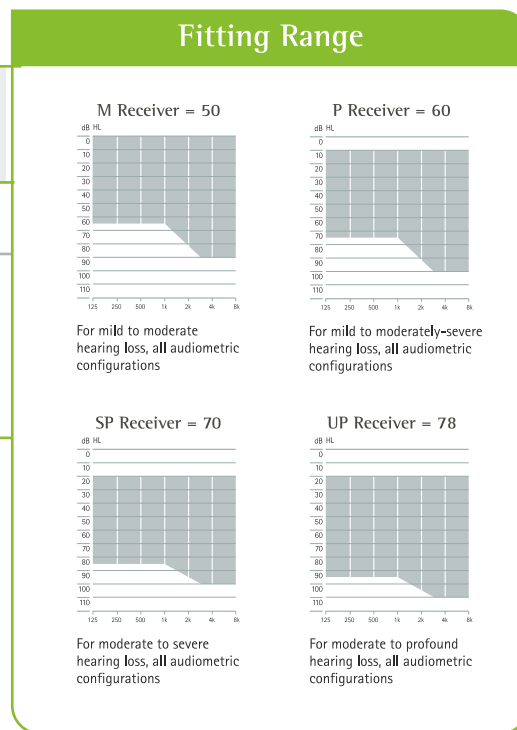 Fitting Range
M Receiver = 50
dB HL
0
10
20
30
40
50
60
70
80
90
100
110
125 250 500 1k 2k 4k 8k
For mild to moderate
hearing loss, all audiometric
configurations
P Receiver = 60
dB HL
0
10
20
30
40
50
60
70
80
90
100
110
125 250 500 1k 2k 4k 8k
For mild to moderately-severe
hearing loss, all audiometric
configurations
SP Receiver = 70
dB HL
0
10
20
30
40
50
60
70
80
90
100
110
125 250 500 1k 2k 4k 8k
For moderate to severe
hearing loss, all audiometric
configurations
UP Receiver = 78
dB HL
0
10
20
30
40
50
60
70
80
90
100
110
125 250 500 1k 2k 4k 8k
For moderate to profound
hearing loss, all audiometric
configurations